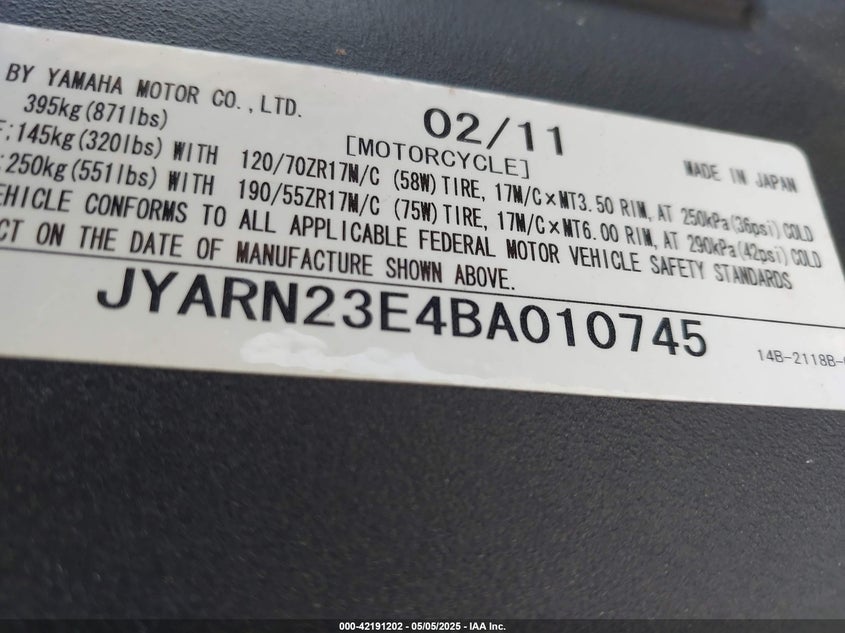 BY YAMAHA MOTOR CO.,LTD.
02/11
395kg(871lbs)
[MOTORCYCLE]
MADE IN JAPAN
:145kg(320lbs) WITH 120/70ZR17M/C (58W)TIRE, 17M/C×MT3.50 RIM, AT 250kPa(36psi)COLD
:250kg(551lbs) WITH 190/55ZR17M/C (75W)TIRE, 17M/C×MT6.00 RIM, AT 290kPa(42psi)COLD
EHICLE CONFORMS TO ALL APPLICABLE FEDERAL MOTOR VEHICLE SAFETY STANDARDS
CT ON THE DATE OF MANUFACTURE SHOWN ABOVE.
JYARN23E4BA010745
14B-2118B-
000-42191202 - 05/05/2025 - IAA Inc.